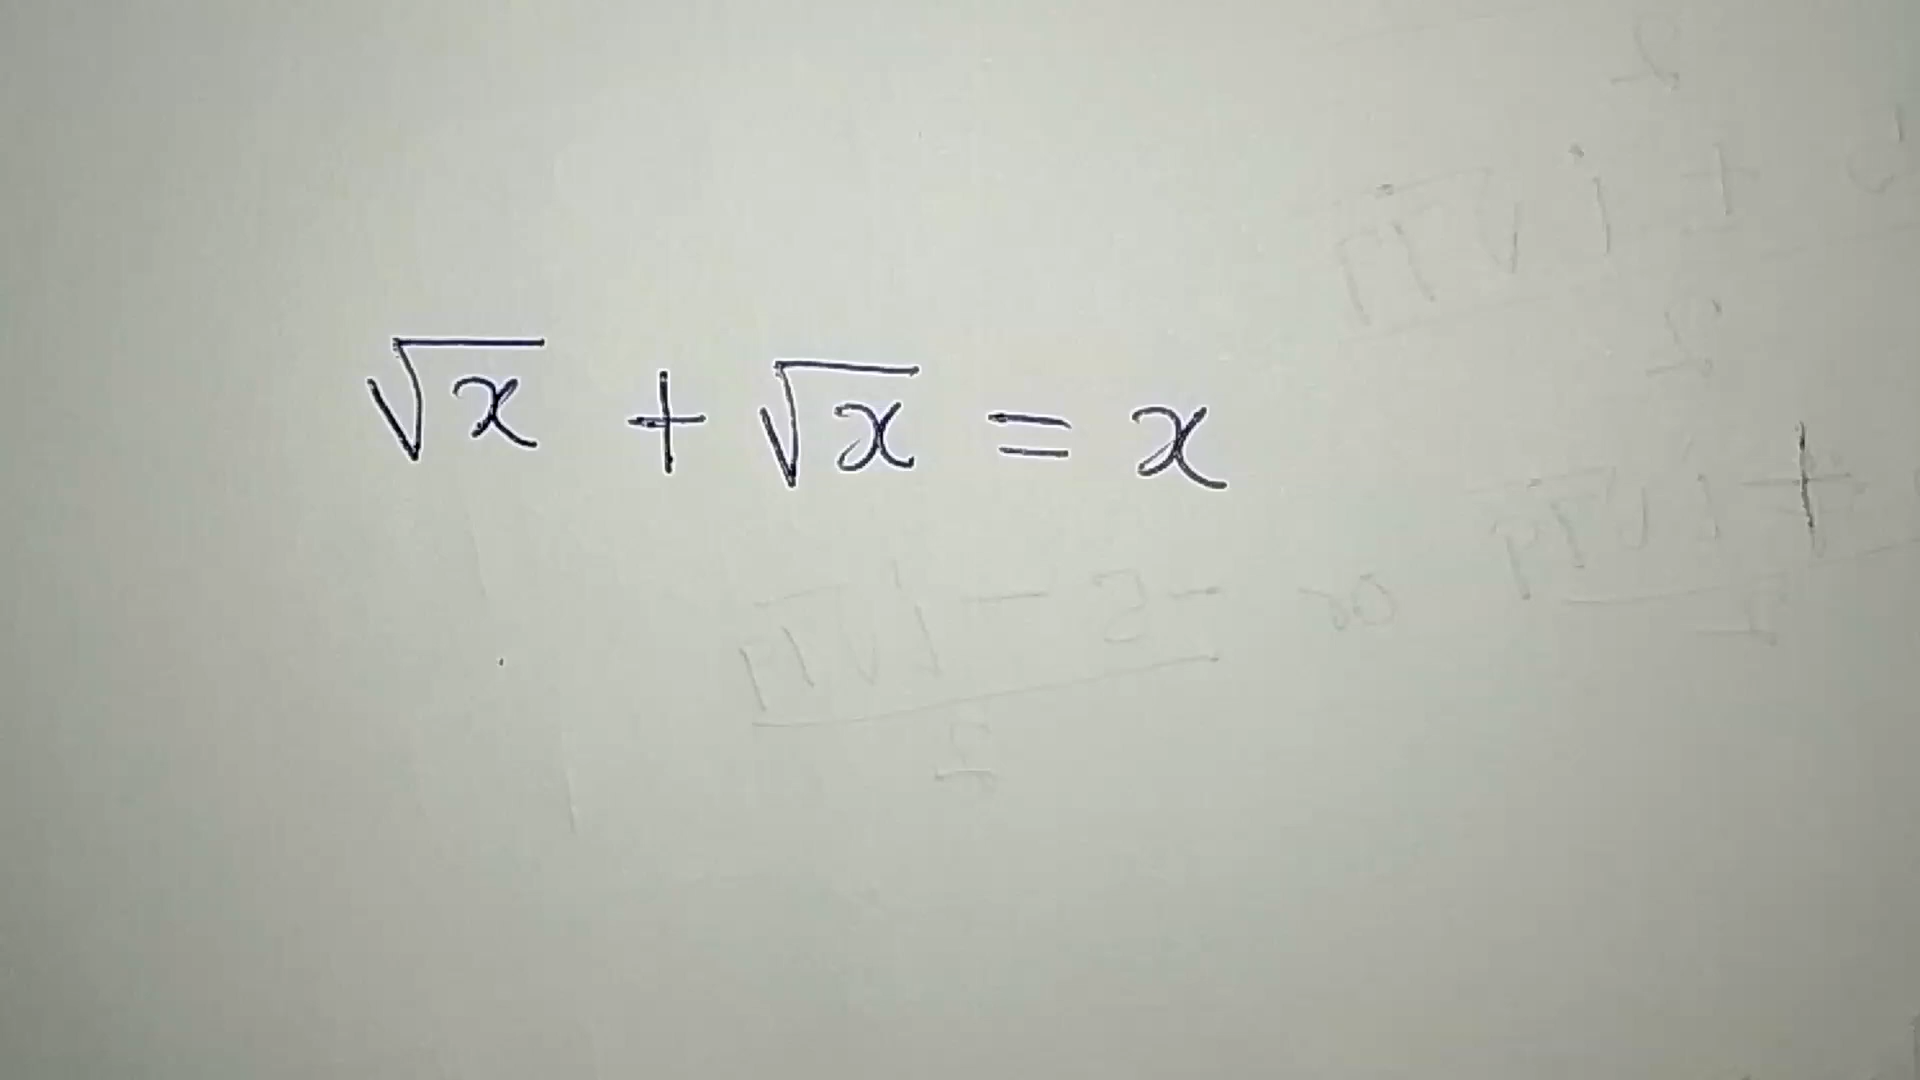 √x + √x = x